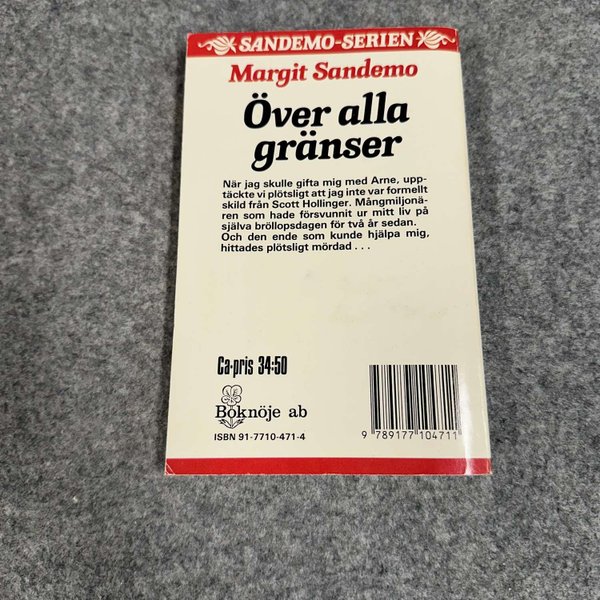 SANDEMO-SERIEN
Margit Sandemo
Över alla
gränser
När jag skulle gifta mig med Arne, upp-
täckte vi plötsligt att jag inte var formellt
skild från Scott Hollinger. Mångmiljonä-
ren som hade försvunnit ur mitt liv på
själva bröllopsdagen för två år sedan.
Och den ende som kunde hjälpa mig,
hittades plötsligt mördad . . .
Ca-pris 34:50
Boknöje ab
ISBN 91-7710-471-4
9 789177 104711